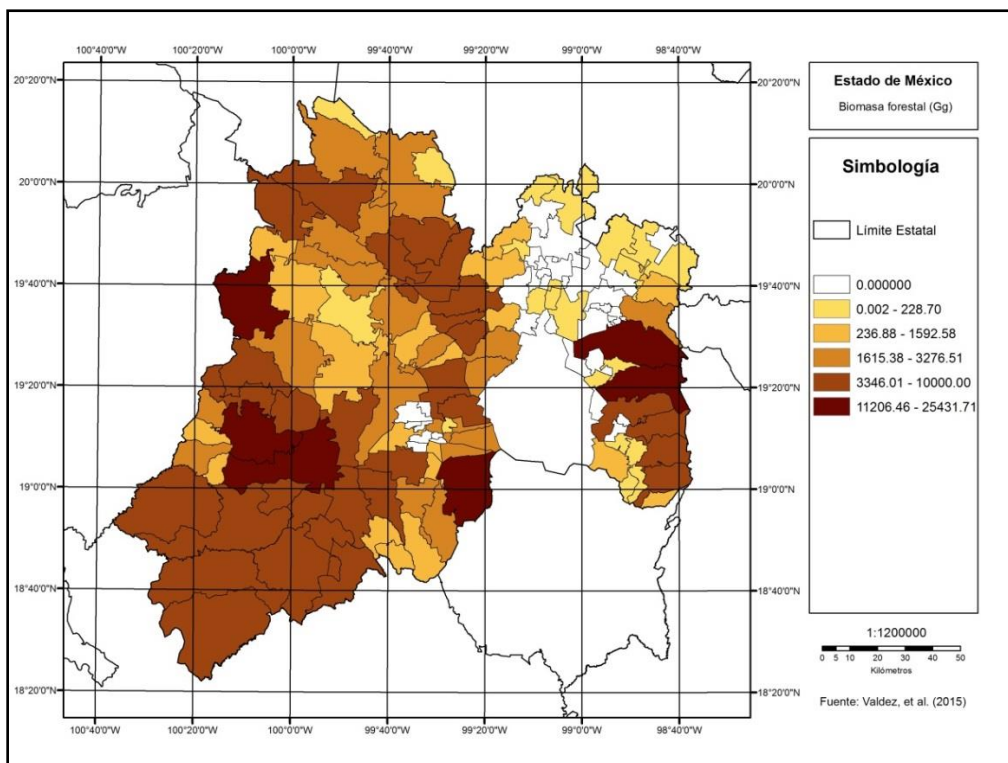 100°40'0"W 100°20'0"W 100°0'0"W 99°40'0"W 99°20'0"W 99°0'0"W 98°40'0"W
20°20'0"N 20°20'0"N
20°0'0"N 20°0'0"N
19°40'0"N 19°40'0"N
19°20'0"N 19°20'0"N
19°0'0"N 19°0'0"N
18°40'0"N 18°40'0"N
18°20'0"N 18°20'0"N
100°40'0"W 100°20'0"W 100°0'0"W 99°40'0"W 99°20'0"W 99°0'0"W 98°40'0"W
Estado de México
Biomasa forestal (Gg)
Simbología
Límite Estatal
0.000000
0.002 - 228.70
236.88 - 1592.58
1615.38 - 3276.51
3346.01 - 10000.00
11206.46 - 25431.71
1:1200000
0 5 10 20 30 40 50
Kilómetros
Fuente: Valdez, et al. (2015)